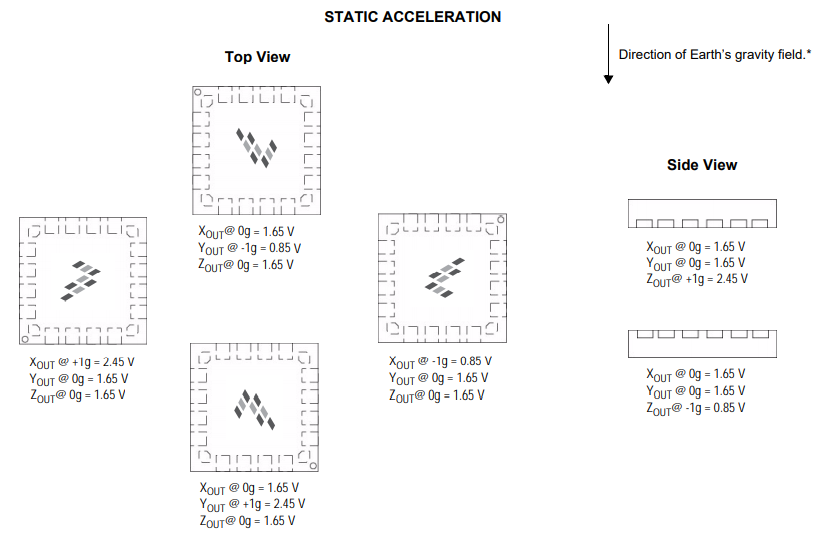 STATIC ACCELERATION
Direction of Earth's gravity field.*
Top View
XOUT@ 0g = 1.65 V
YOUT @ -1g = 0.85 V
ZOUT@ 0g = 1.65 V
XOUT @ +1g = 2.45 V
YOUT @ 0g = 1.65 V
ZOUT@ 0g = 1.65 V
XOUT @ -1g = 0.85 V
YOUT @ 0g = 1.65 V
ZOUT@ 0g = 1.65 V
XOUT @ 0g = 1.65 V
YOUT @ +1g = 2.45 V
ZOUT@ 0g = 1.65 V
Side View
XOUT @ 0g = 1.65 V
YOUT @ 0g = 1.65 V
ZOUT@ +1g = 2.45 V
XOUT @ 0g = 1.65 V
YOUT @ 0g = 1.65 V
ZOUT@ -1g = 0.85 V